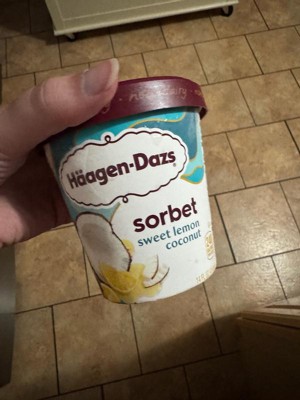 Häagen-Dazs
sorbet
sweet lemon
coconut